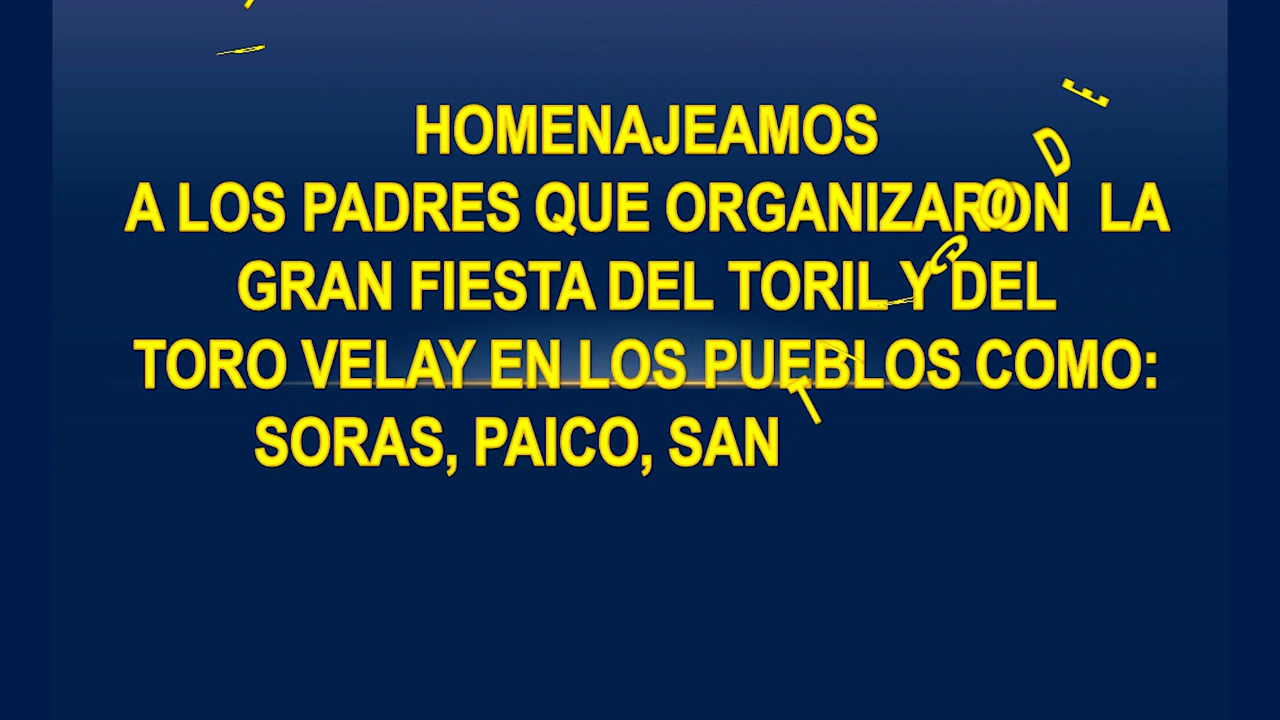 HOMENAJEAMOS
A LOS PADRES QUE ORGANIZARON LA
GRAN FIESTA DEL TORIL Y DEL
TORO VELAY EN LOS PUEBLOS COMO:
SORAS, PAICO, SAN